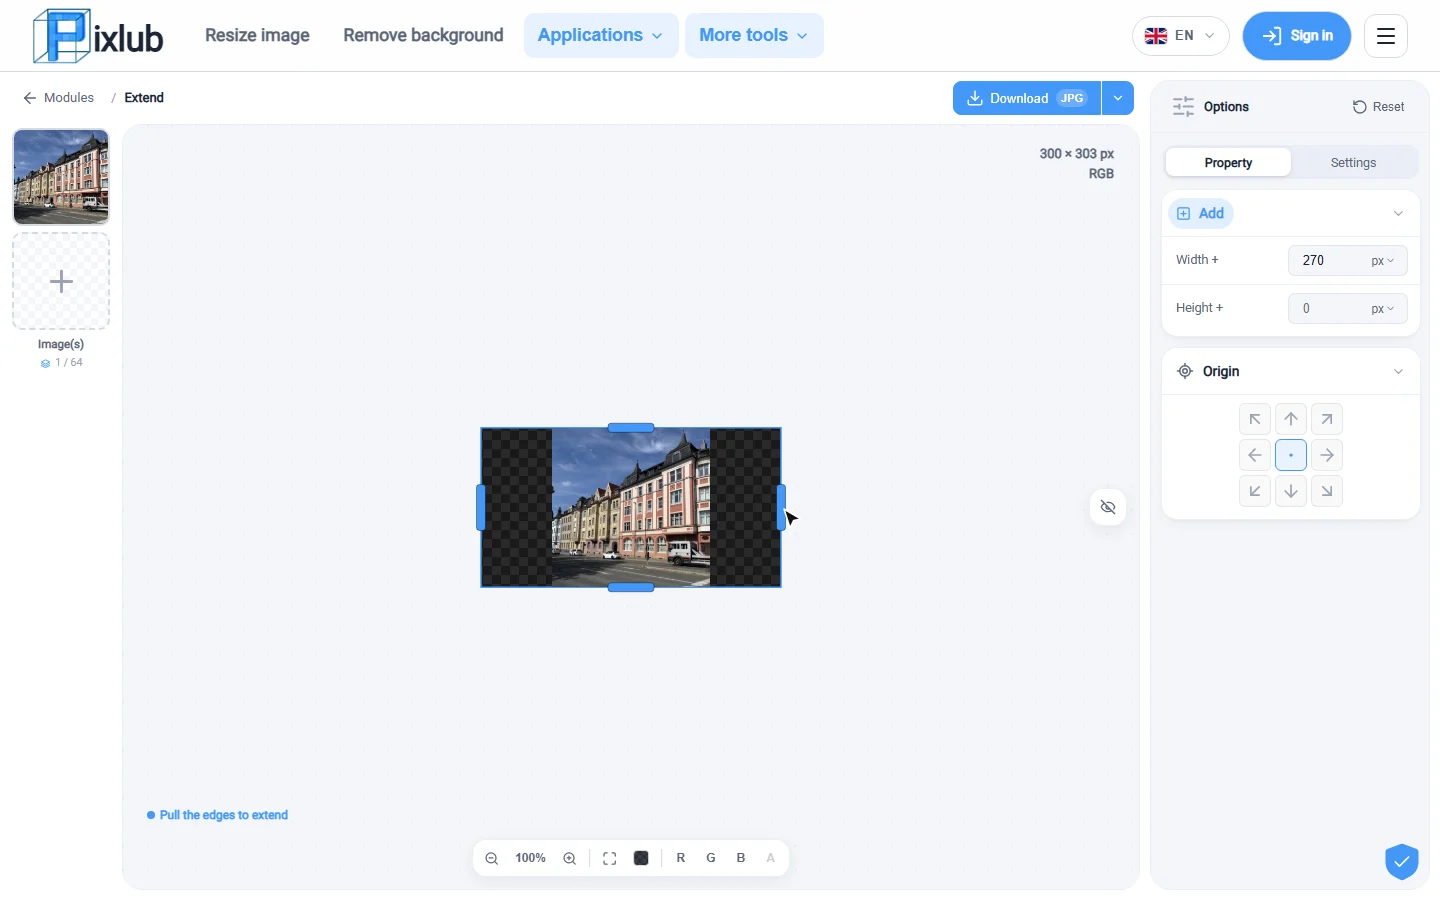 Pixlub
Resize image
Remove background
Applications
More tools
EN
Sign in
Modules / Extend
Download JPG
Options
Reset
300 × 303 px
RGB
Property
Settings
Add
Width + 270 px
Height + 0 px
Image(s)
1 / 64
Origin
Pull the edges to extend
100%
R G B A